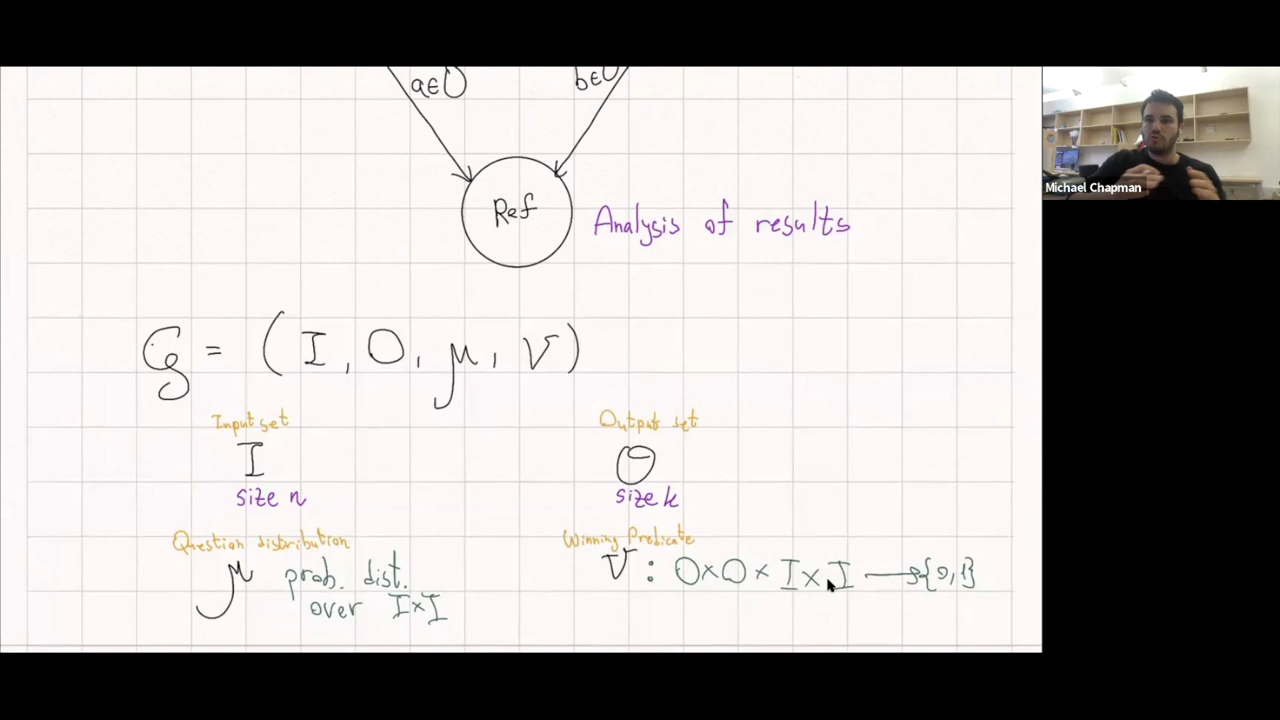 a∈O b∈O
Ref
Analysis of results
Michael Chapman
G = (I, O, μ, V)
Input set Output set
I O
size n size k
Question distribution Winning Predicate
μ prob. dist. V : O×O × I×I → {0,1}
over I×I